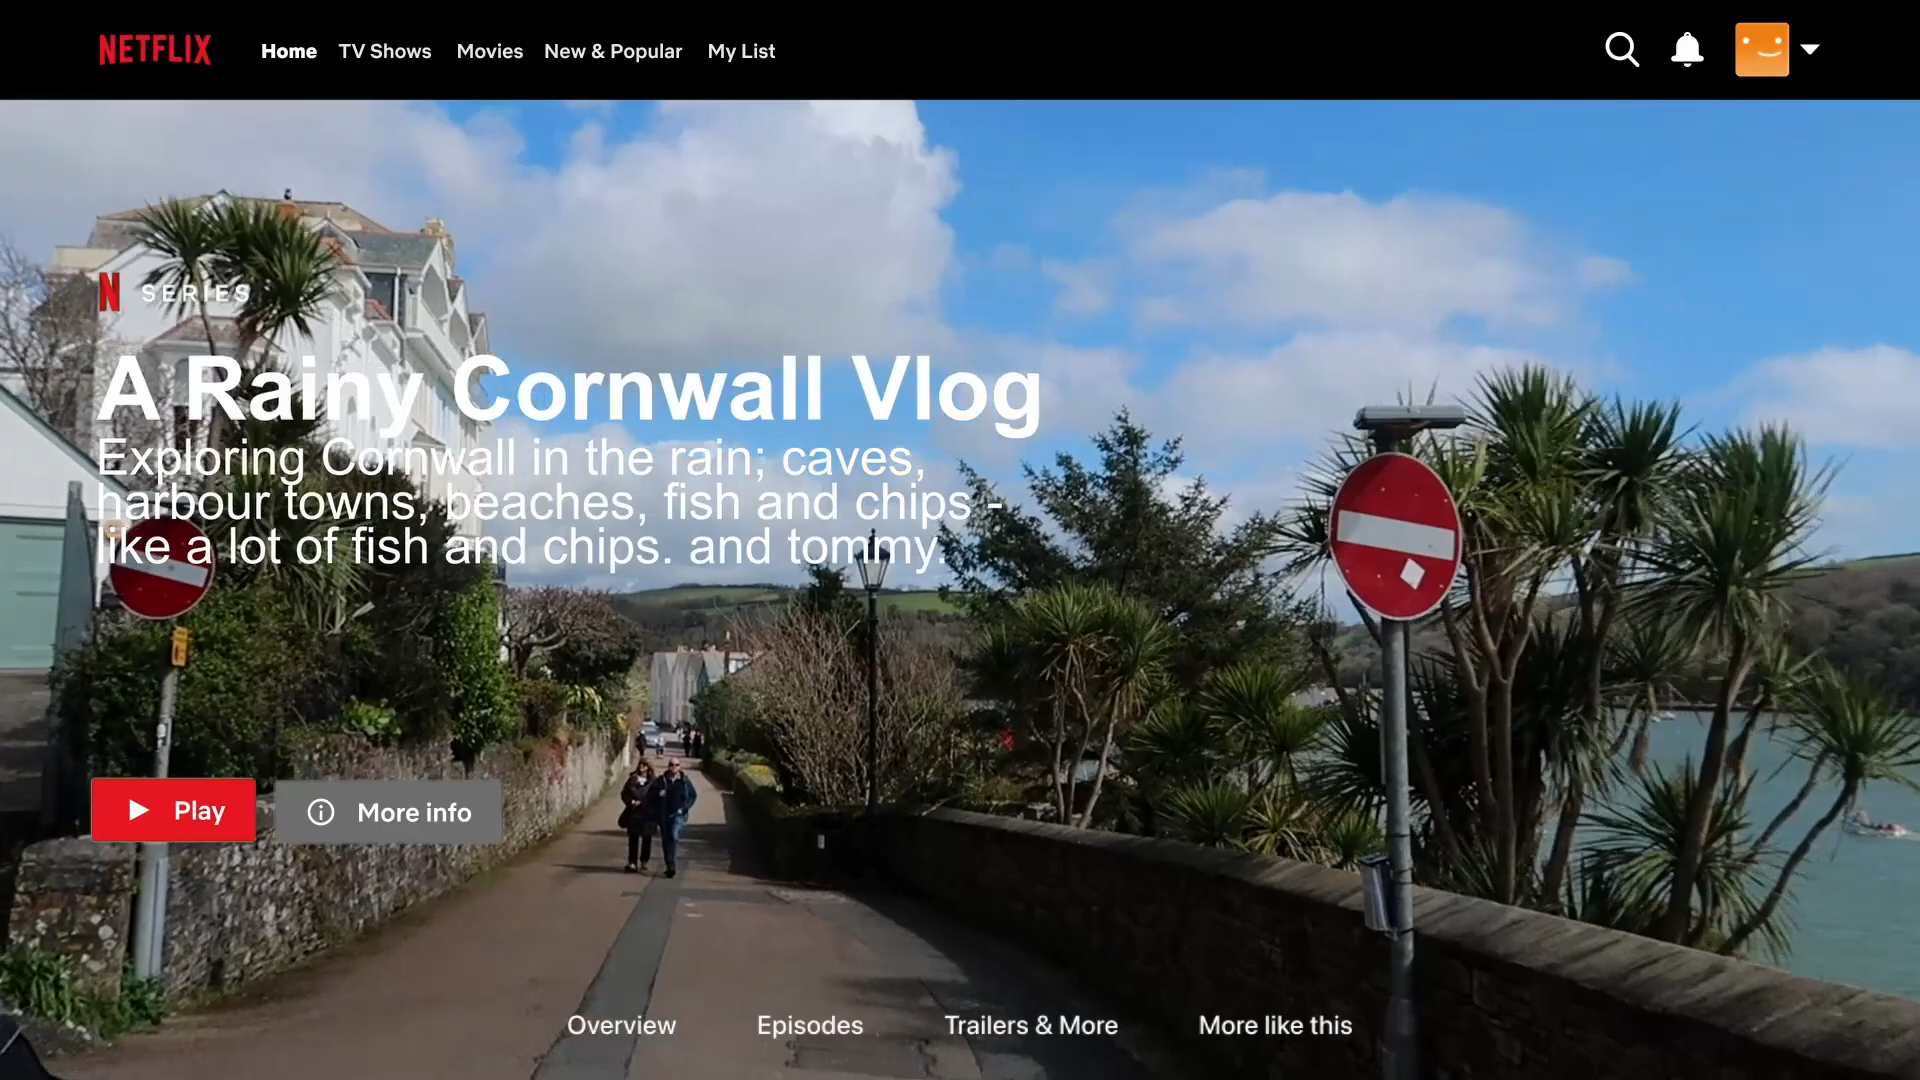 NETFLIX Home TV Shows Movies New & Popular My List
N SERIES
A Rainy Cornwall Vlog
Exploring Cornwall in the rain; caves,
harbour towns, beaches, fish and chips -
like a lot of fish and chips. and tommy.
Play More info
Overview Episodes Trailers & More More like this